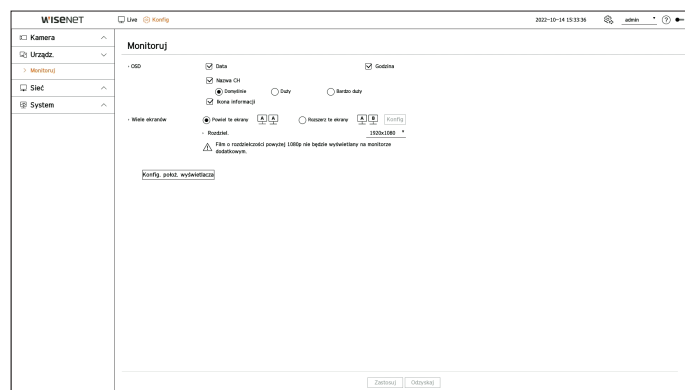 WISENET
Live Konfig 2022-10-14 15:33:36 admin
Kamera
Urządz.
Monitoruj
Sieć
System
Monitoruj
OSD Data Godzina
Nazwa CH
Domyślnie Duży Bardzo duży
Ikona informacji
Wiele ekranów Powiel te ekrany A A Rozszerz te ekrany A B Konfig
Rozdziel. 1920x1080
Film o rozdzielczości powyżej 1080p nie będzie wyświetlany na monitorze
dodatkowym.
Konfig. położ. wyświetlacza
Zastosuj Odzyskaj